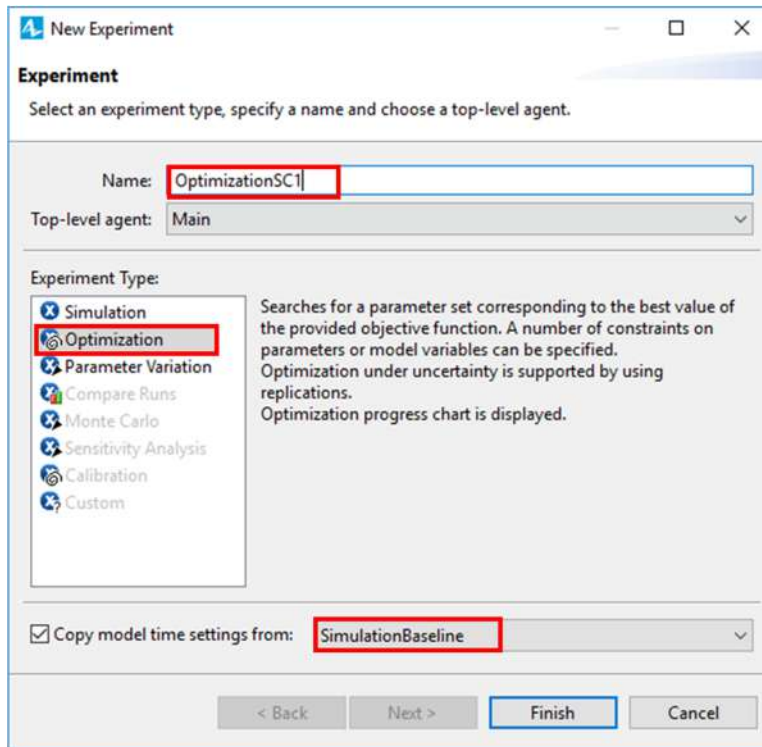 New Experiment
Experiment
Select an experiment type, specify a name and choose a top-level agent.
Name: OptimizationSC1
Top-level agent: Main
Experiment Type:
Simulation
Optimization
Parameter Variation
Compare Runs
Monte Carlo
Sensitivity Analysis
Calibration
Custom
Searches for a parameter set corresponding to the best value of
the provided objective function. A number of constraints on
parameters or model variables can be specified.
Optimization under uncertainty is supported by using
replications.
Optimization progress chart is displayed.
Copy model time settings from: SimulationBaseline
< Back Next > Finish Cancel